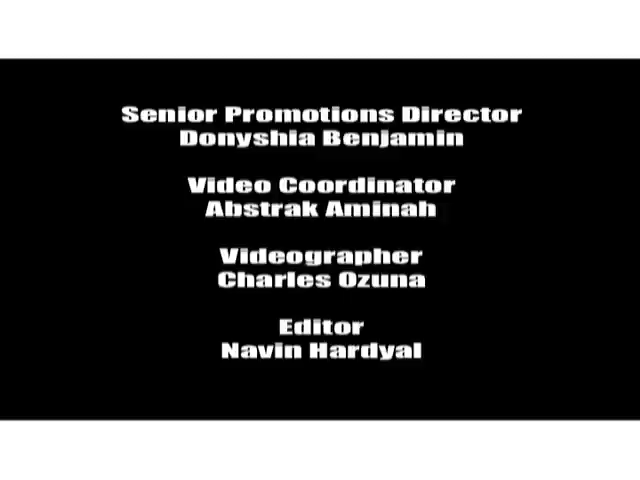 Senior Promotions Director
Donyshia Benjamin
Video Coordinator
Abstrak Aminah
Videographer
Charles Ozuna
Editor
Navin Hardyal